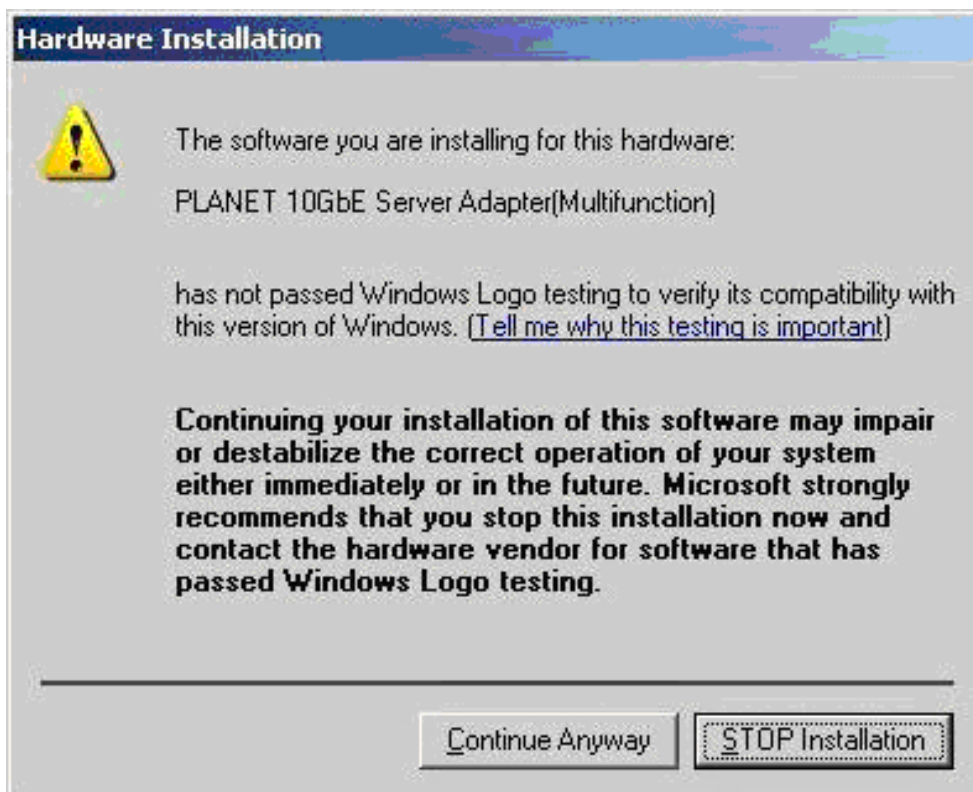 Hardware Installation
The software you are installing for this hardware:
PLANET 10GbE Server Adapter(Multifunction)
has not passed Windows Logo testing to verify its compatibility with
this version of Windows. (Tell me why this testing is important)
Continuing your installation of this software may impair
or destabilize the correct operation of your system
either immediately or in the future. Microsoft strongly
recommends that you stop this installation now and
contact the hardware vendor for software that has
passed Windows Logo testing.
Continue Anyway
STOP Installation